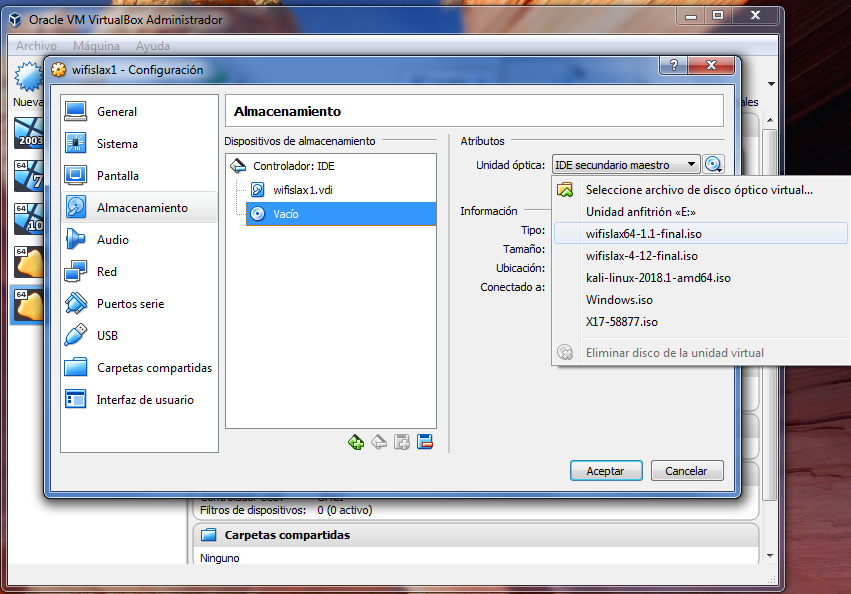 Oracle VM VirtualBox Administrador
Archivo Máquina Ayuda
Nueva
2003
64
7
64
10
64
64
wifislax1 - Configuración
General
Sistema
Pantalla
Almacenamiento
Audio
Red
Puertos serie
USB
Carpetas compartidas
Interfaz de usuario
Almacenamiento
Dispositivos de almacenamiento
Controlador: IDE
wifislax1.vdi
Vacío
Atributos
Unidad óptica: IDE secundario maestro
Información
Tipo:
Tamaño:
Ubicación:
Conectado a:
Seleccione archivo de disco óptico virtual...
Unidad anfitrión «E:»
wifislax64-1.1-final.iso
wifislax-4-12-final.iso
kali-linux-2018.1-amd64.iso
Windows.iso
X17-58877.iso
Eliminar disco de la unidad virtual
Aceptar Cancelar
Filtros de dispositivos: 0 (0 activo)
Carpetas compartidas
Ninguno